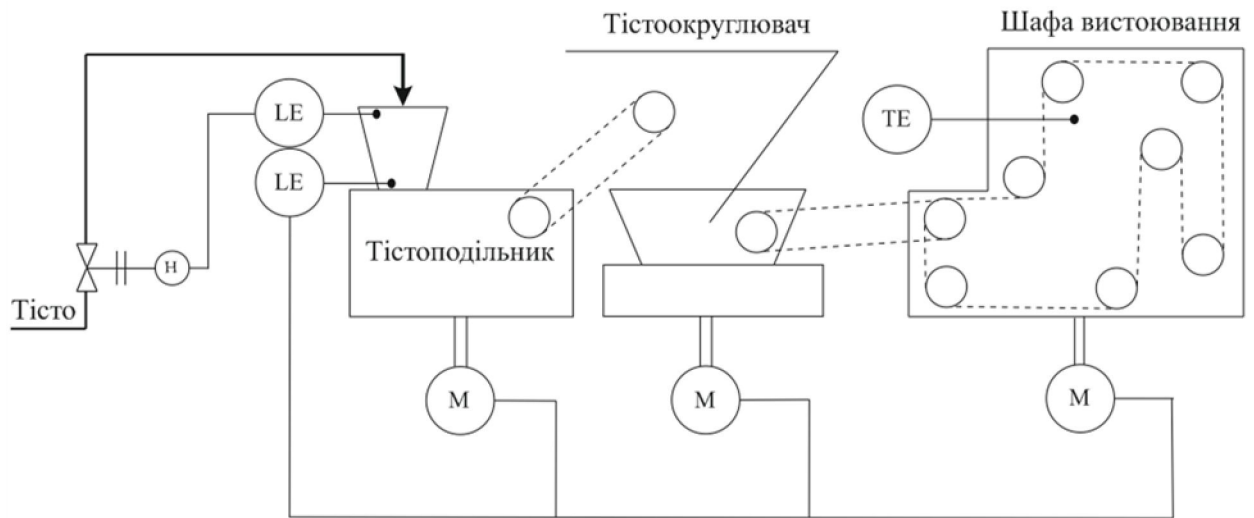 Тістоокруглювач
Шафа вистоювання
LE
TE
LE
Тістоподільник
H
Тісто
M
M
M